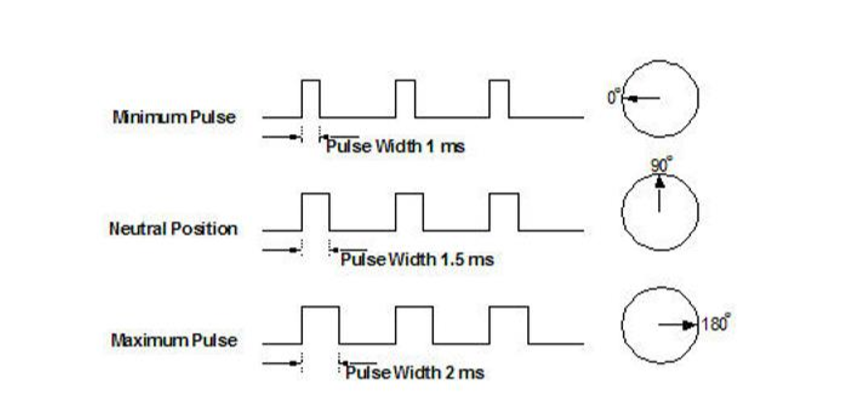 0°
Minimum Pulse
Pulse Width 1 ms
90°
Neutral Position
Pulse Width 1.5 ms
180°
Maximum Pulse
Pulse Width 2 ms